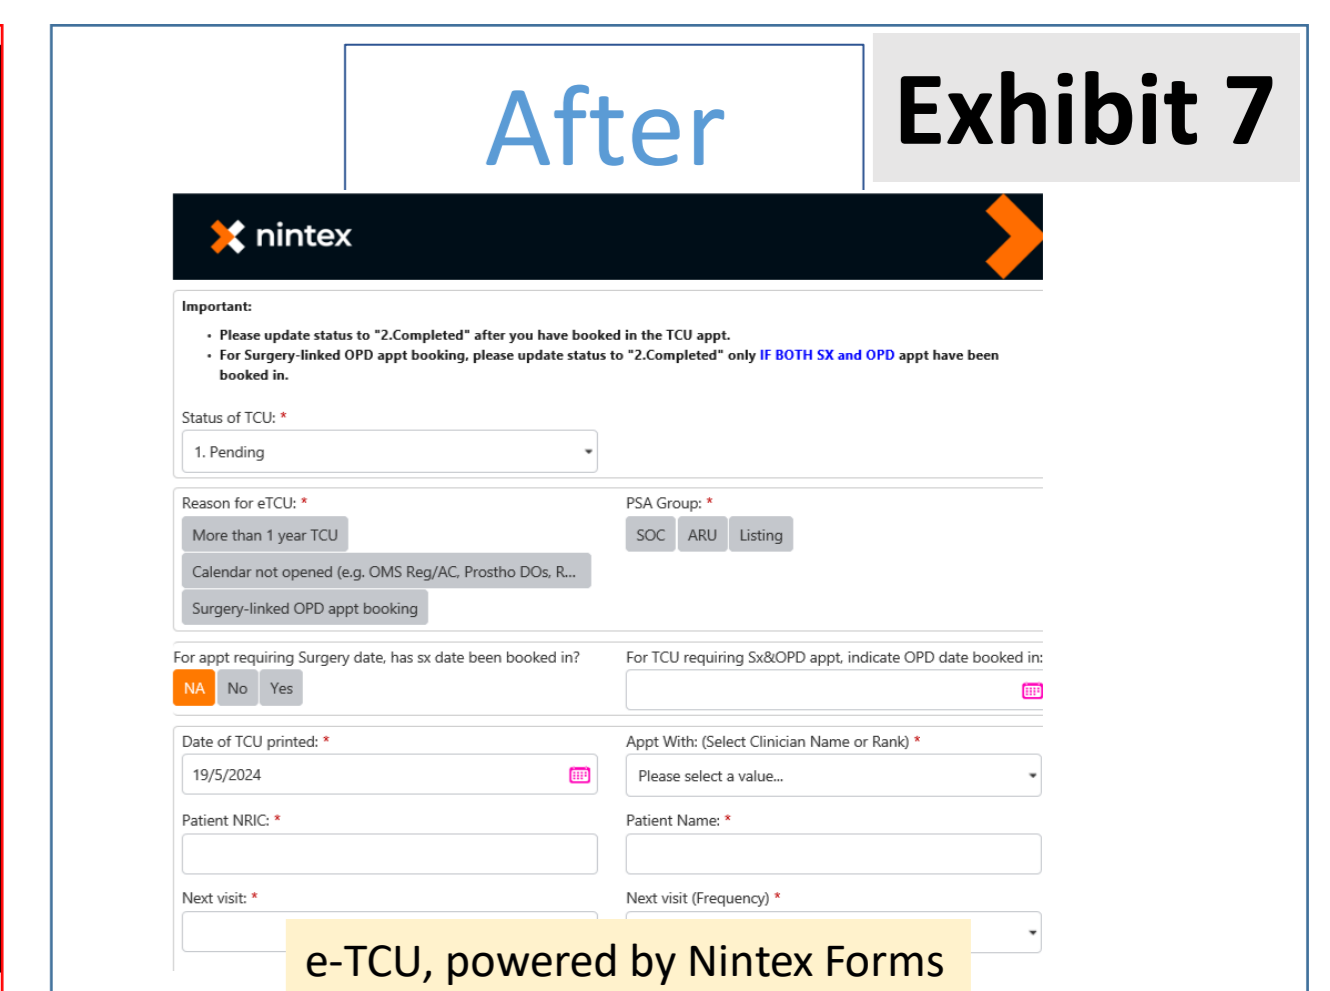 After
Exhibit 7
nintex
Important:
• Please update status to "2.Completed" after you have booked in the TCU appt.
• For Surgery-linked OPD appt booking, please update status to "2.Completed" only IF BOTH SX and OPD appt have been
booked in.
Status of TCU: *
1. Pending
Reason for eTCU: *
PSA Group: *
More than 1 year TCU
SOC ARU Listing
Calendar not opened (e.g. OMS Reg/AC, Prostho DOs, R...
Surgery-linked OPD appt booking
For appt requiring Surgery date, has sx date been booked in?
For TCU requiring Sx&OPD appt, indicate OPD date booked in:
NA No Yes
Date of TCU printed: *
Appt With: (Select Clinician Name or Rank) *
19/5/2024
Please select a value...
Patient NRIC: *
Patient Name: *
Next visit: *
Next visit (Frequency) *
e-TCU, powered by Nintex Forms